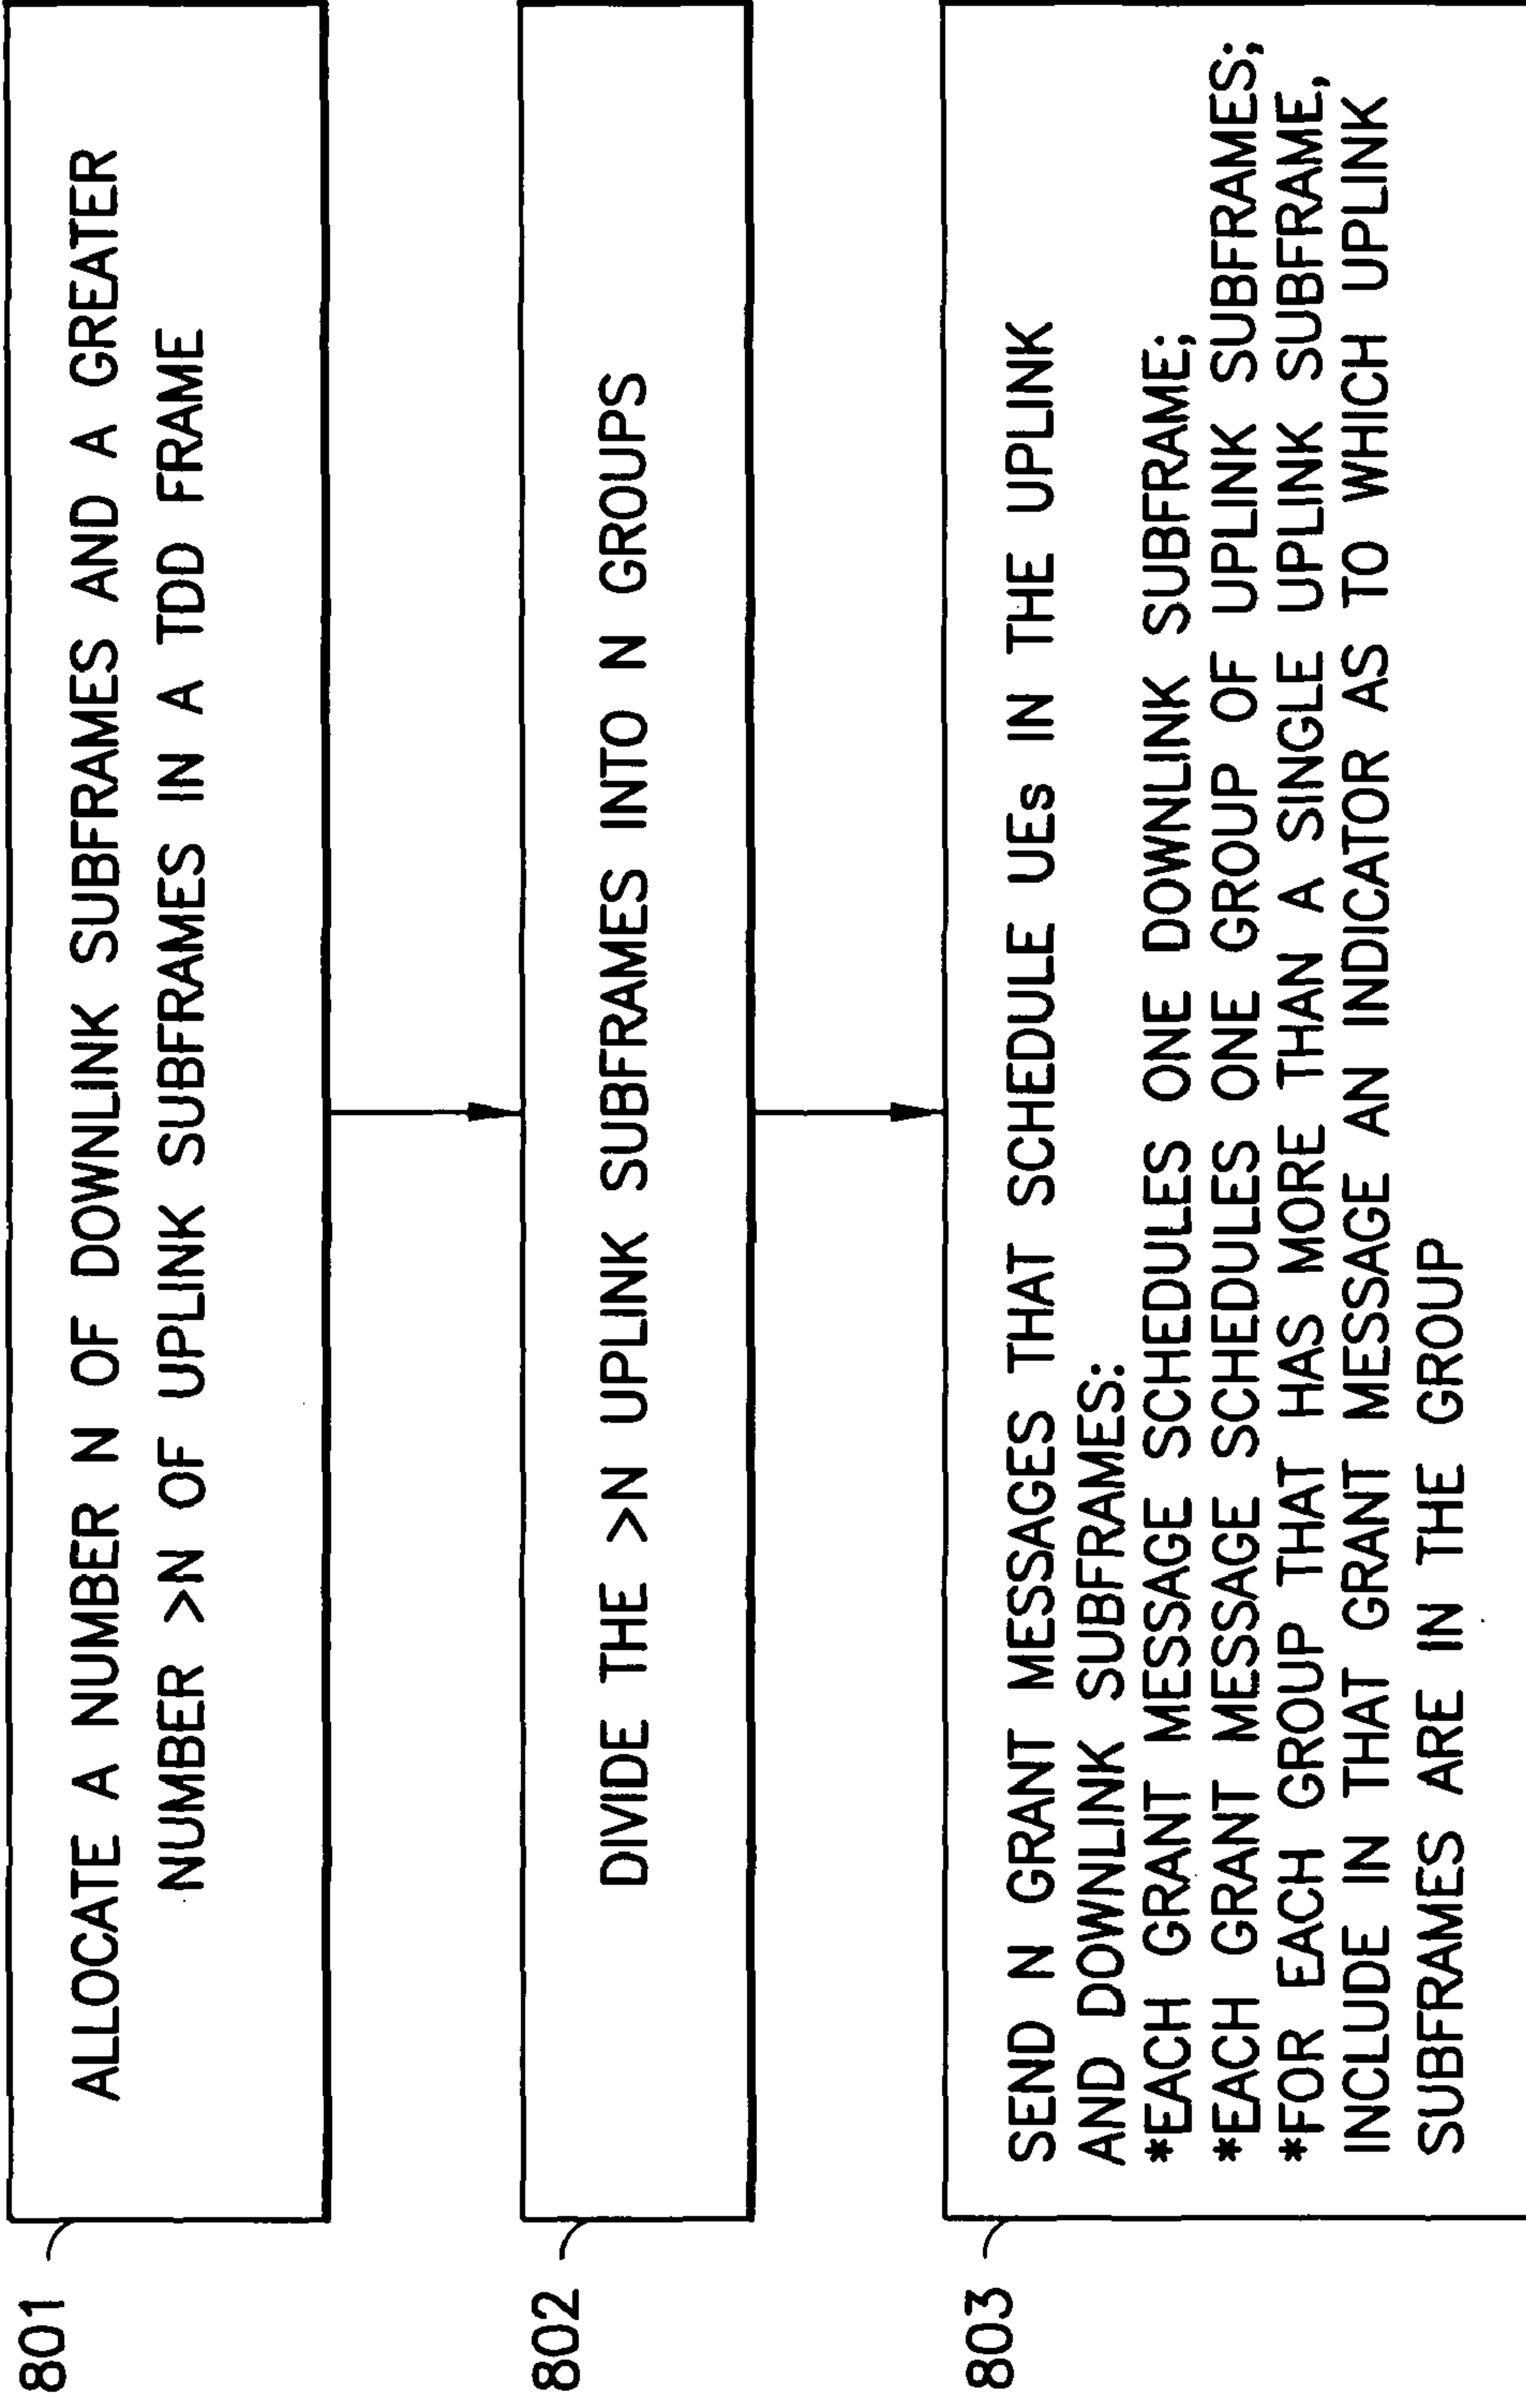 801
ALLOCATE A NUMBER N OF DOWNLINK SUBFRAMES AND A GREATER
NUMBER >N OF UPLINK SUBFRAMES IN A TDD FRAME
802
DIVIDE THE >N UPLINK SUBFRAMES INTO N GROUPS
803
SEND N GRANT MESSAGES THAT SCHEDULE UEs IN THE UPLINK
AND DOWNLINK SUBFRAMES:
*EACH GRANT MESSAGE SCHEDULES ONE DOWNLINK SUBFRAME;
*EACH GRANT MESSAGE SCHEDULES ONE GROUP OF UPLINK SUBFRAMES;
*FOR EACH GROUP THAT HAS MORE THAN A SINGLE UPLINK SUBFRAME,
INCLUDE IN THAT GRANT MESSAGE AN INDICATOR AS TO WHICH UPLINK
SUBFRAMES ARE IN THE GROUP